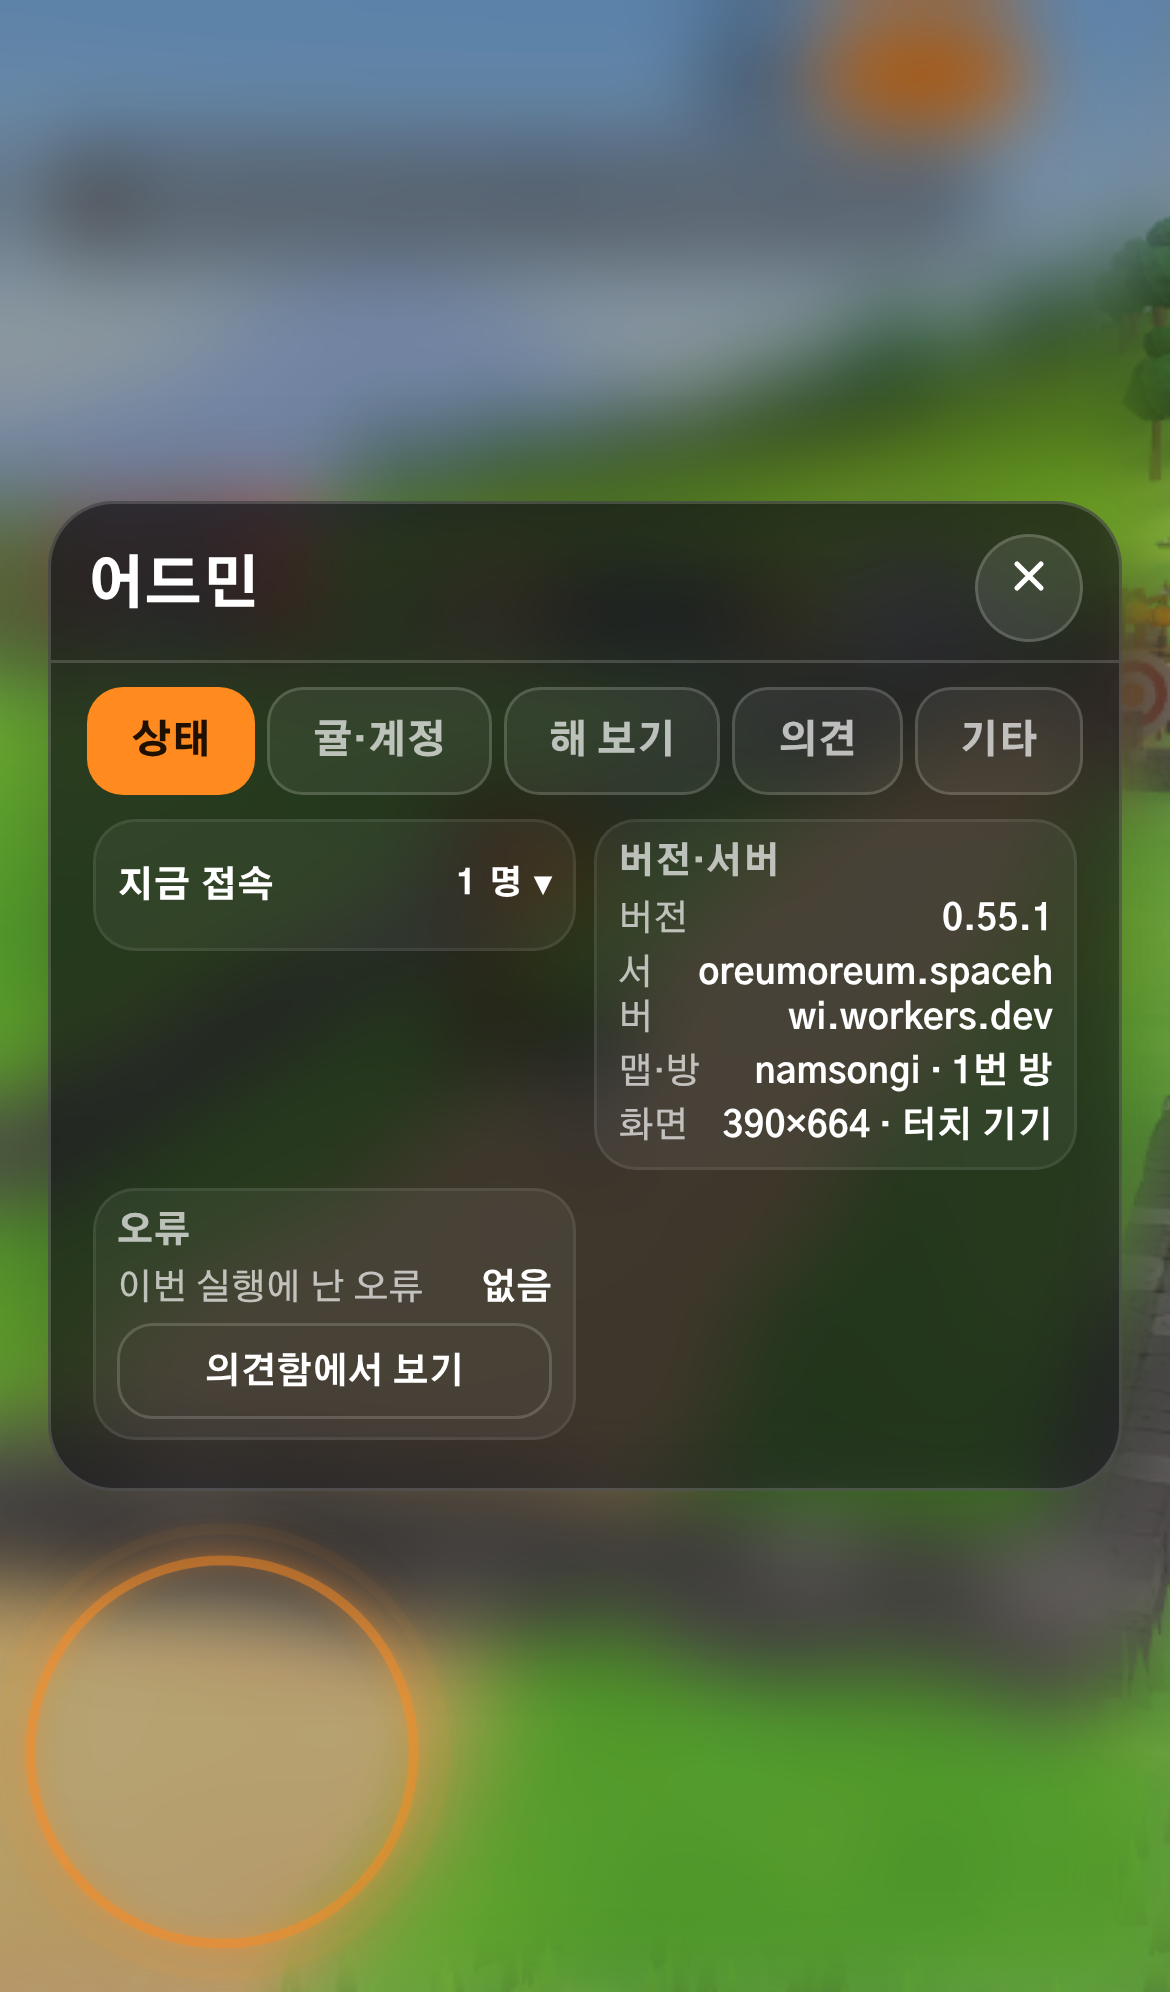 어드민
상태
귤·계정
해 보기
의견
기타
지금 접속 1 명 ▼
버전·서버
버전 0.55.1
서버 oreumoreum.spaceh
wi.workers.dev
맵·방 namsongi · 1번 방
화면 390×664 · 터치 기기
오류
이번 실행에 난 오류 없음
의견함에서 보기